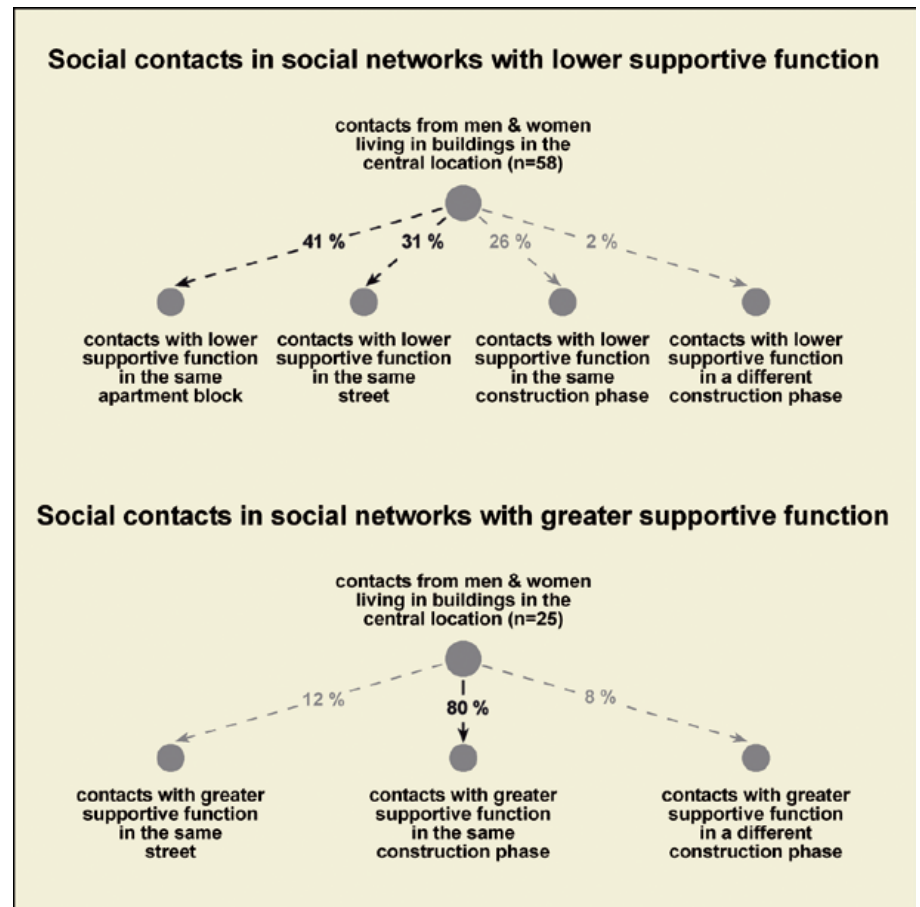 Social contacts in social networks with lower supportive function
contacts from men & women
living in buildings in the
central location (n=58)
41 %
31 %
26 %
2 %
contacts with lower
supportive function
in the same
apartment block
contacts with lower
supportive function
in the same
street
contacts with lower
supportive function
in the same
construction phase
contacts with lower
supportive function
in a different
construction phase
Social contacts in social networks with greater supportive function
contacts from men & women
living in buildings in the
central location (n=25)
12 %
80 %
8 %
contacts with greater
supportive function
in the same
street
contacts with greater
supportive function
in the same
construction phase
contacts with greater
supportive function
in a different
construction phase